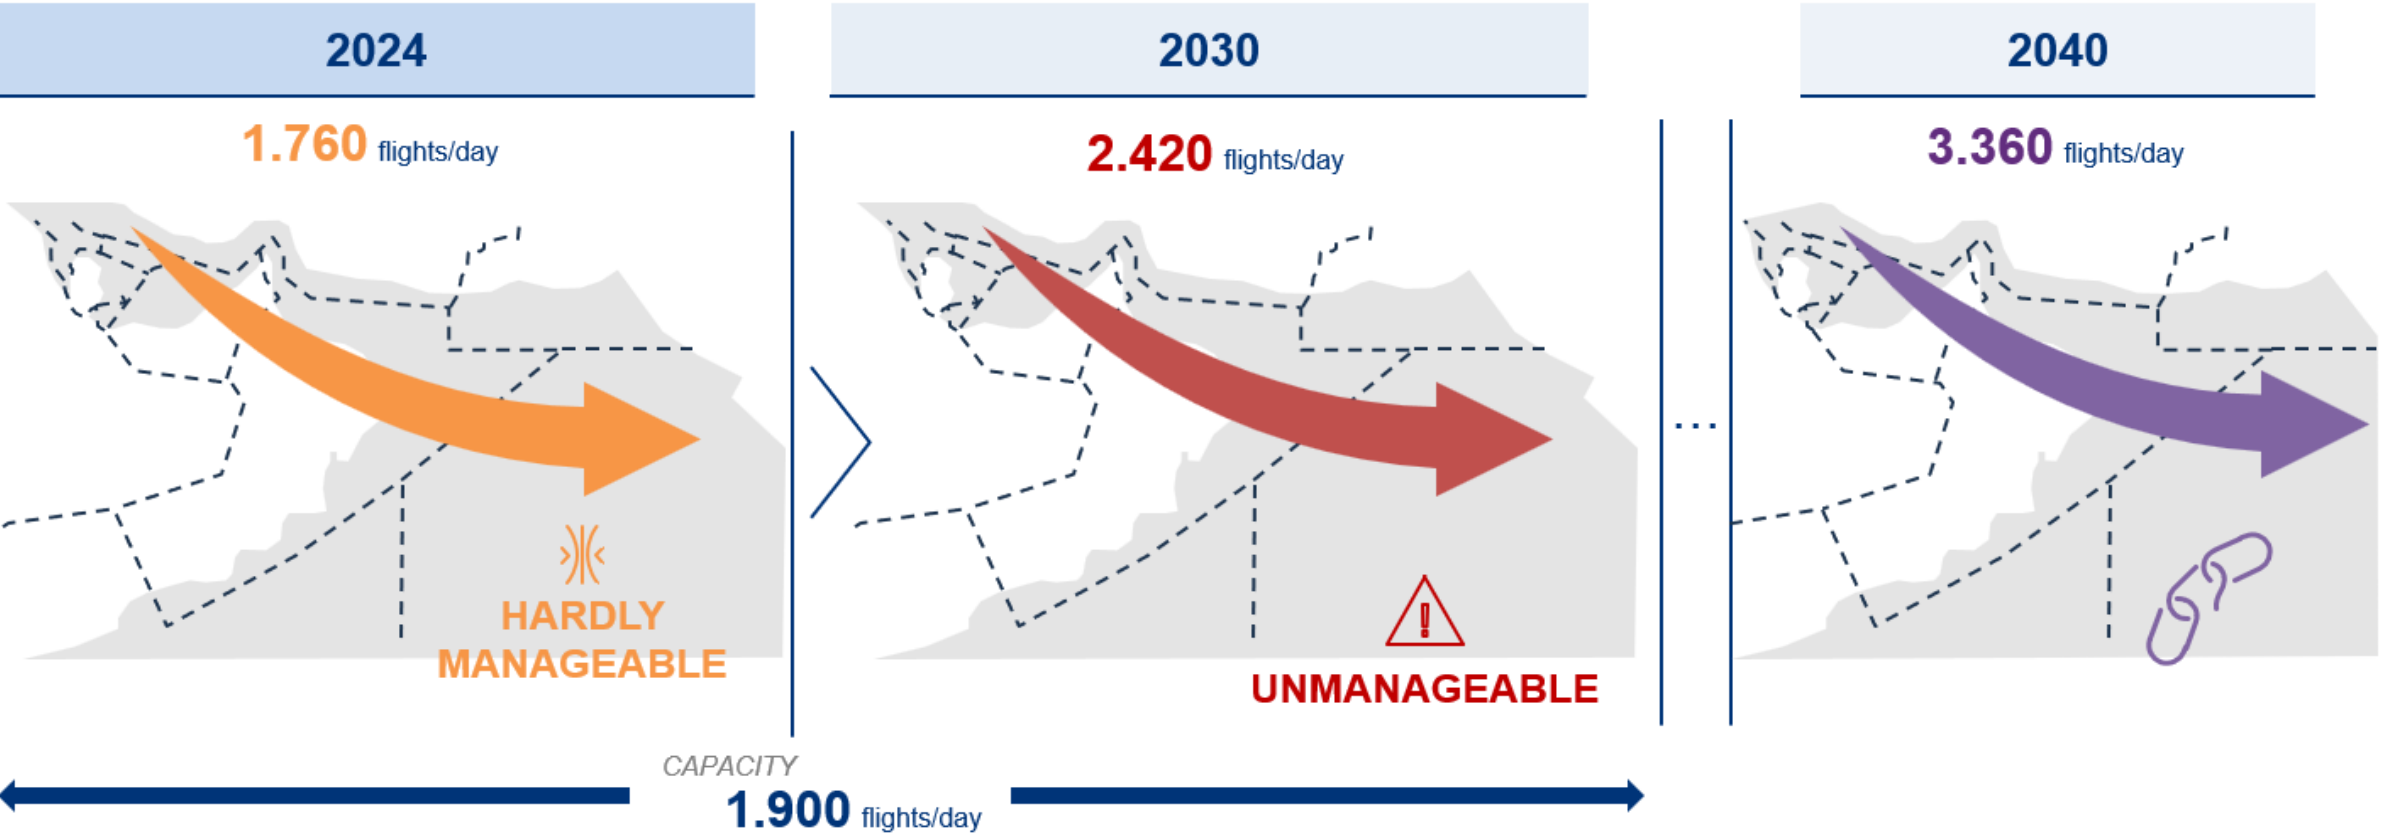 2024
2030
2040
1.760 flights/day
2.420 flights/day
3.360 flights/day
...
HARDLY
MANAGEABLE
UNMANAGEABLE
CAPACITY
1.900 flights/day